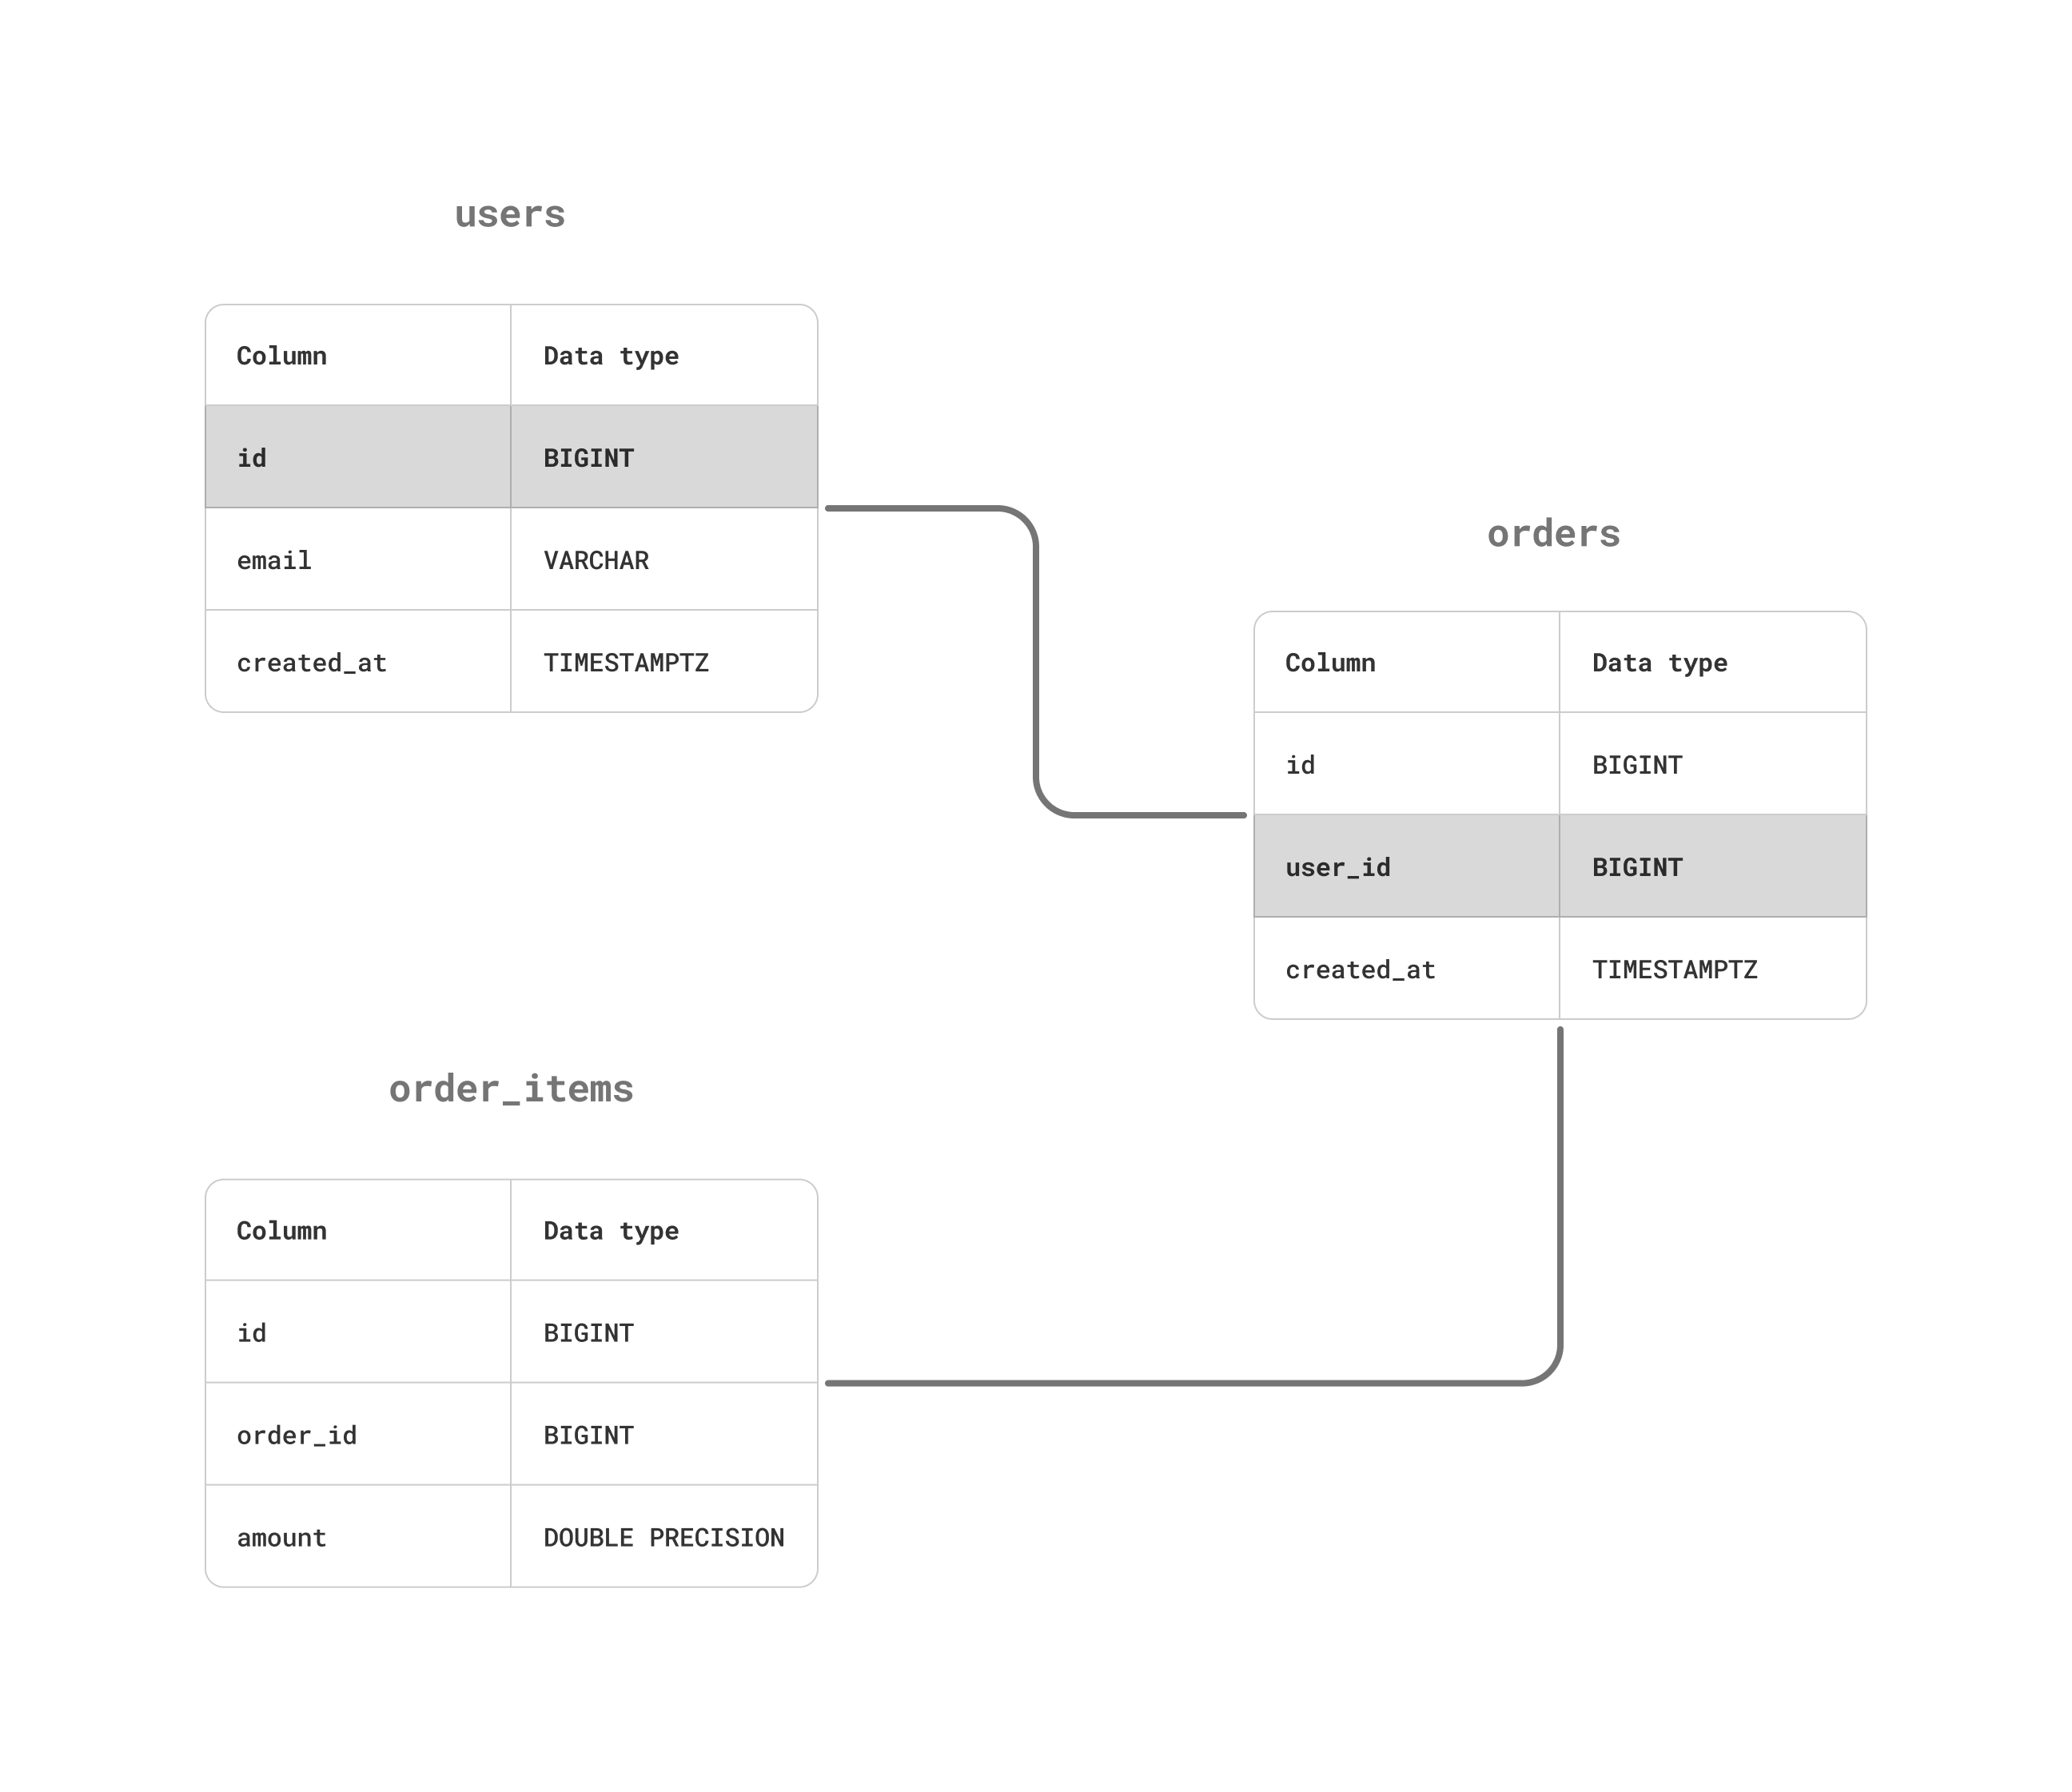 users
Column Data type
id BIGINT
email VARCHAR
created_at TIMESTAMPTZ
orders
Column Data type
id BIGINT
user_id BIGINT
created_at TIMESTAMPTZ
order_items
Column Data type
id BIGINT
order_id BIGINT
amount DOUBLE PRECISION